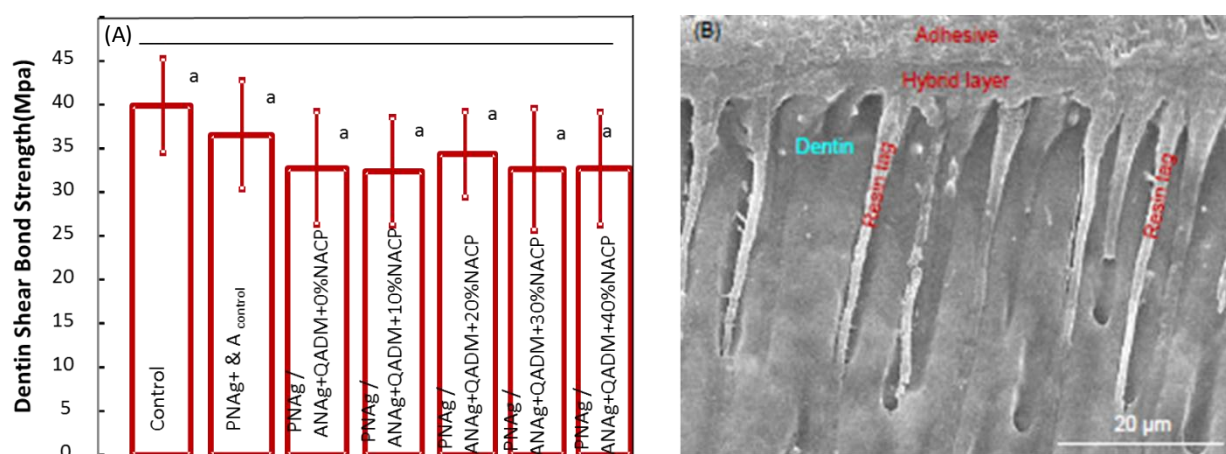 (A)
Dentin Shear Bond Strength(Mpa)
45
40
35
30
25
20
15
10
5
0
a
a
a
a
a
a
a
Control
PNAg+ & A control
PNAg /
ANAg+QADM+0%NACP
PNAg /
ANAg+QADM+10%NACP
PNAg /
ANAg+QADM+20%NACP
PNAg /
ANAg+QADM+30%NACP
PNAg /
ANAg+QADM+40%NACP
(B)
Adhesive
Hybrid layer
Dentin
Resin tag
Resin tag
20 µm